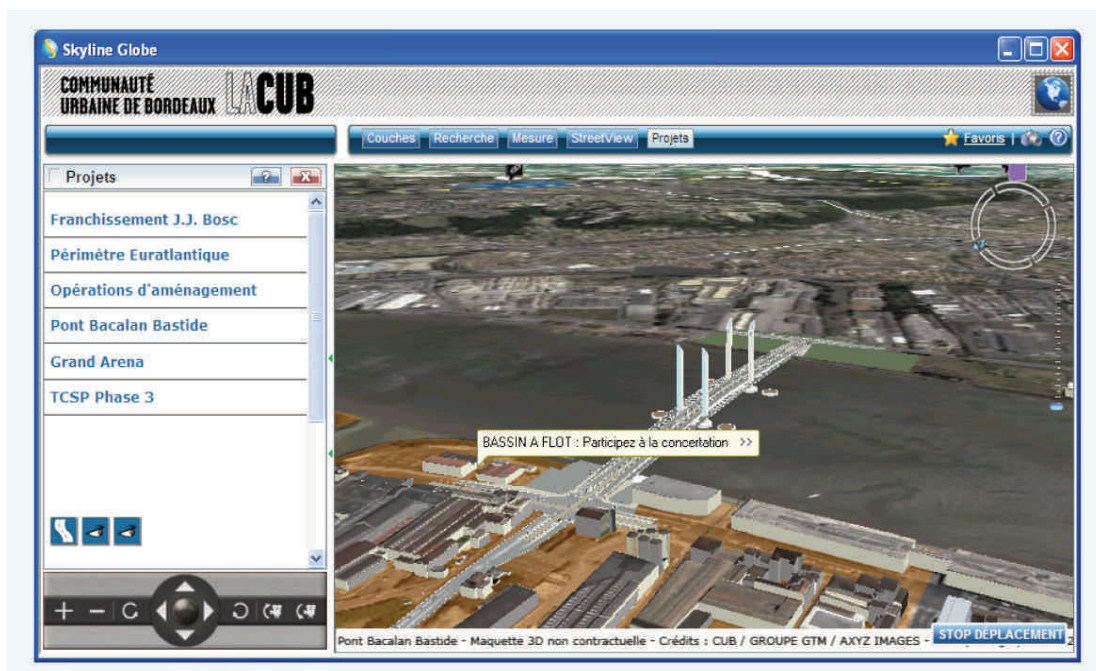 Skyline Globe
COMMUNAUTÉ
URBAINE DE BORDEAUX LACUB
Couches Recherche Mesure StreetView Projets Favoris | ?
Projets ? X
Franchissement J.J. Bosc
Périmètre Euratlantique
Opérations d'aménagement
Pont Bacalan Bastide
Grand Arena
TCSP Phase 3
BASSIN A FLOT : Participez à la concertation >>
Pont Bacalan Bastide - Maquette 3D non contractuelle - Crédits : CUB / GROUPE GTM / AXYZ IMAGES -
STOP DÉPLACEMENT